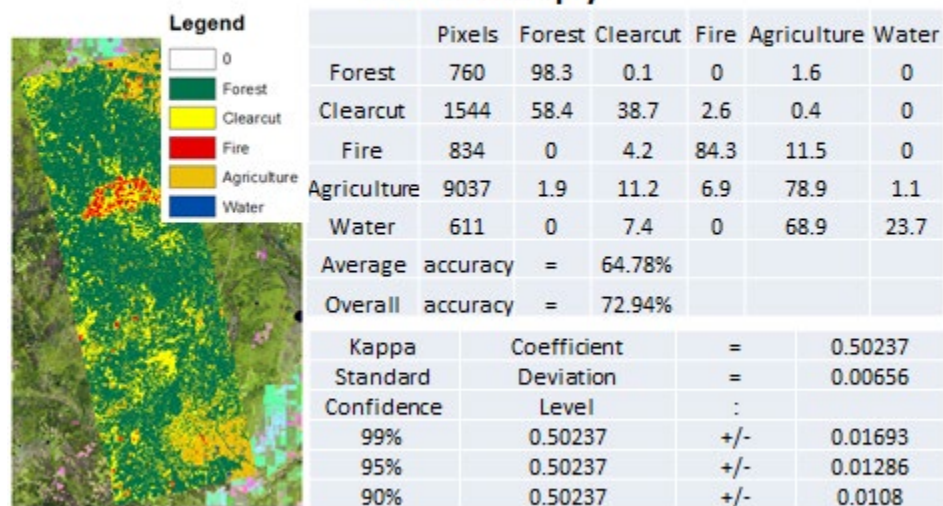 Legend
0
Forest
Clearcut
Fire
Agriculture
Water
Pixels Forest Clearcut Fire Agriculture Water
Forest 760 98.3 0.1 0 1.6 0
Clearcut 1544 58.4 38.7 2.6 0.4 0
Fire 834 0 4.2 84.3 11.5 0
Agriculture 9037 1.9 11.2 6.9 78.9 1.1
Water 611 0 7.4 0 68.9 23.7
Average accuracy = 64.78%
Overall accuracy = 72.94%
Kappa Coefficient = 0.50237
Standard Deviation = 0.00656
Confidence Level :
99% 0.50237 +/- 0.01693
95% 0.50237 +/- 0.01286
90% 0.50237 +/- 0.0108